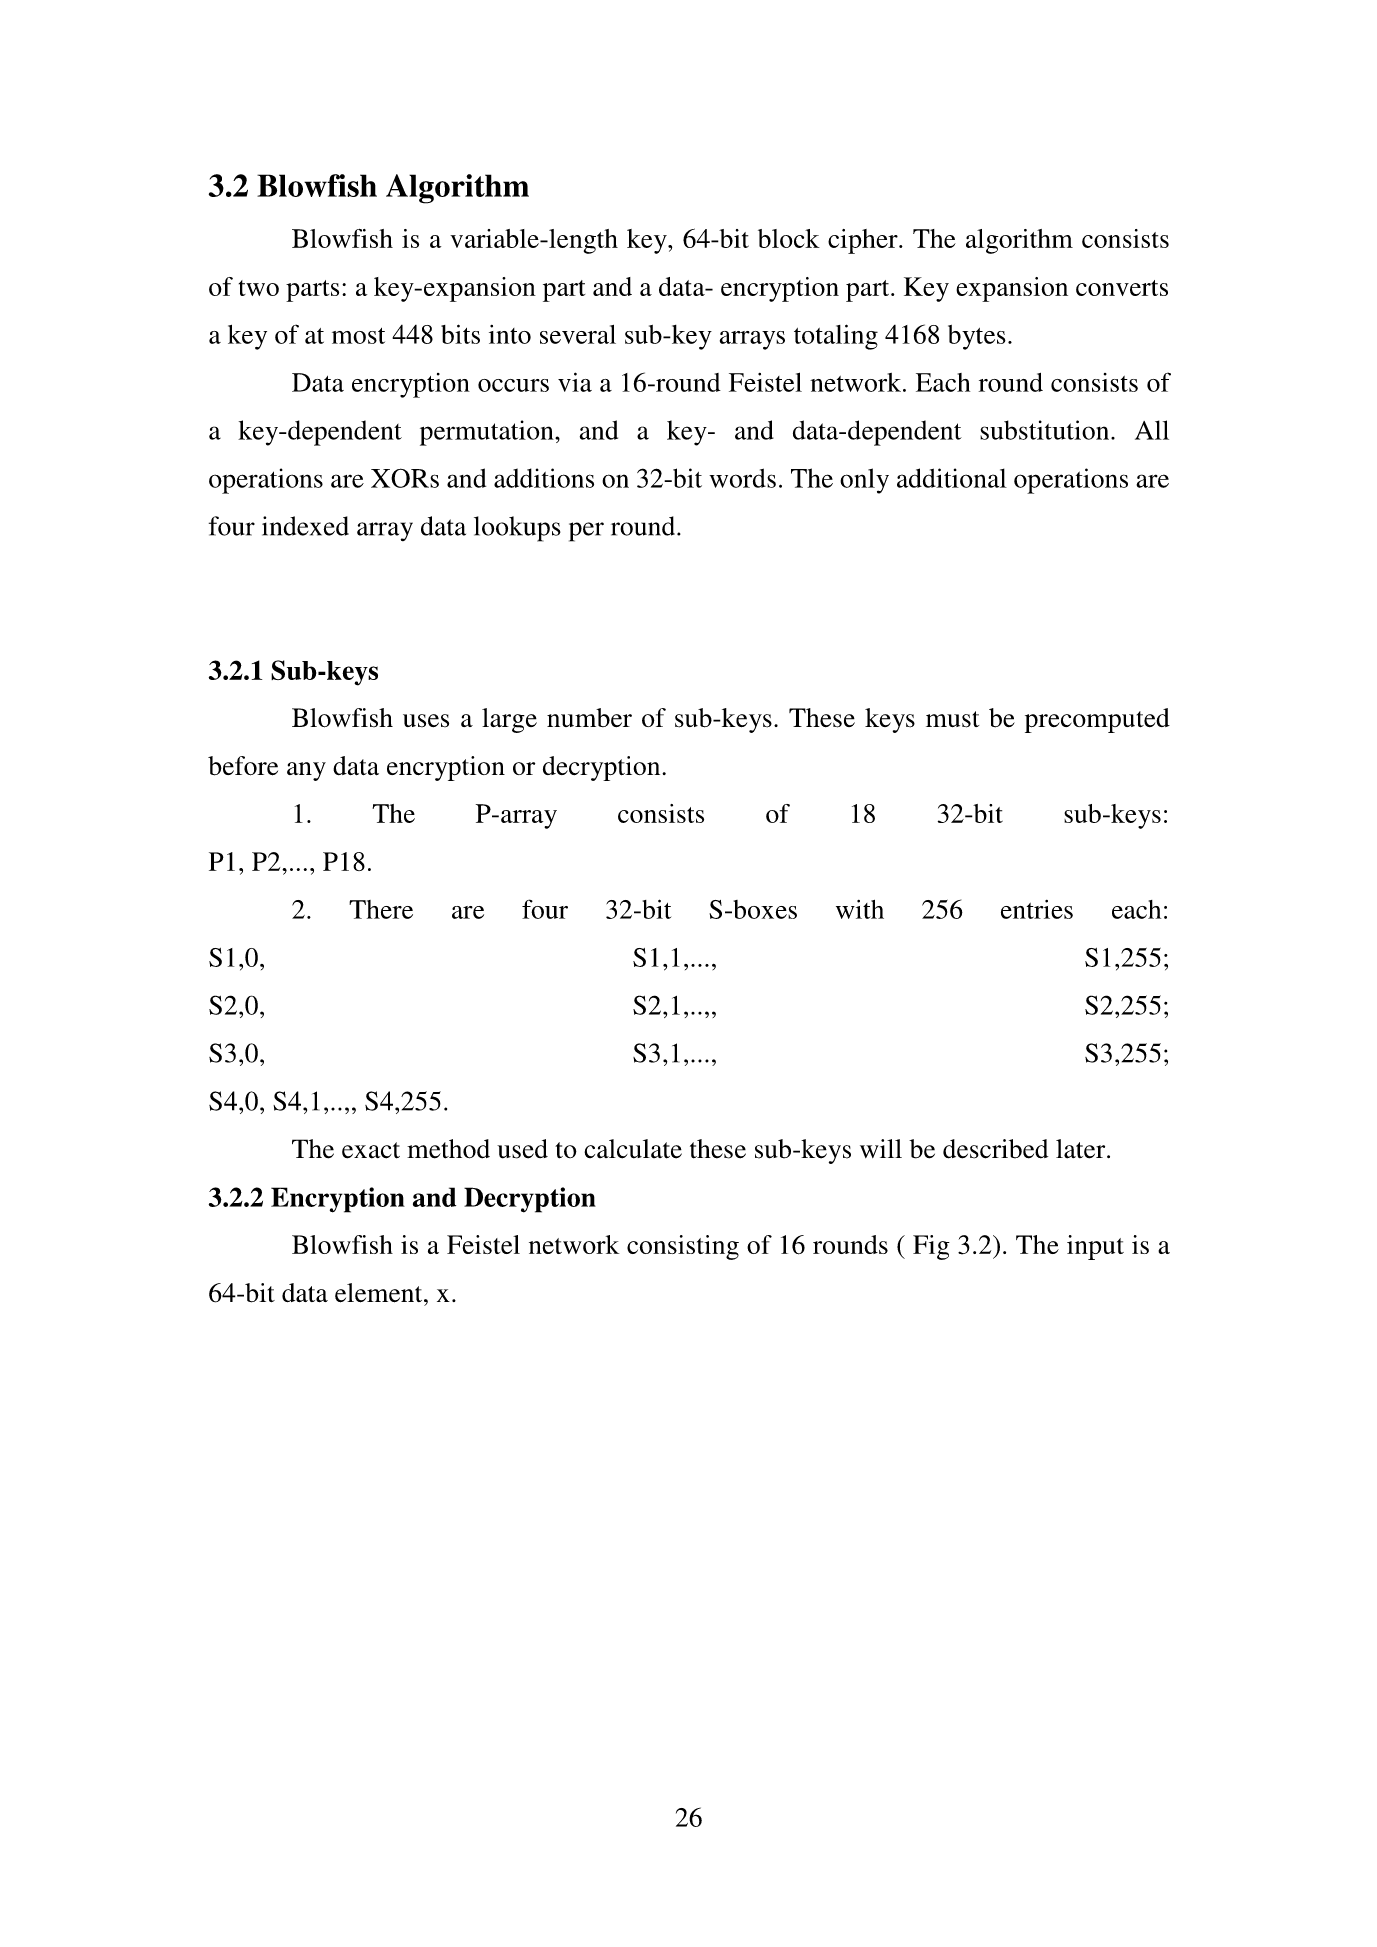 3.2 Blowfish Algorithm
Blowfish is a variable-length key, 64-bit block cipher. The algorithm consists
of two parts: a key-expansion part and a data- encryption part. Key expansion converts
a key of at most 448 bits into several sub-key arrays totaling 4168 bytes.
Data encryption occurs via a 16-round Feistel network. Each round consists of
a key-dependent permutation, and a key- and data-dependent substitution. All
operations are XORs and additions on 32-bit words. The only additional operations are
four indexed array data lookups per round.
3.2.1 Sub-keys
Blowfish uses a large number of sub-keys. These keys must be precomputed
before any data encryption or decryption.
1. The P-array consists of 18 32-bit sub-keys:
P1, P2,..., P18.
2. There are four 32-bit S-boxes with 256 entries each:
S1,0, S1,1,..., S1,255;
S2,0, S2,1,..,, S2,255;
S3,0, S3,1,..., S3,255;
S4,0, S4,1,..,, S4,255.
The exact method used to calculate these sub-keys will be described later.
3.2.2 Encryption and Decryption
Blowfish is a Feistel network consisting of 16 rounds ( Fig 3.2). The input is a
64-bit data element, x.
26